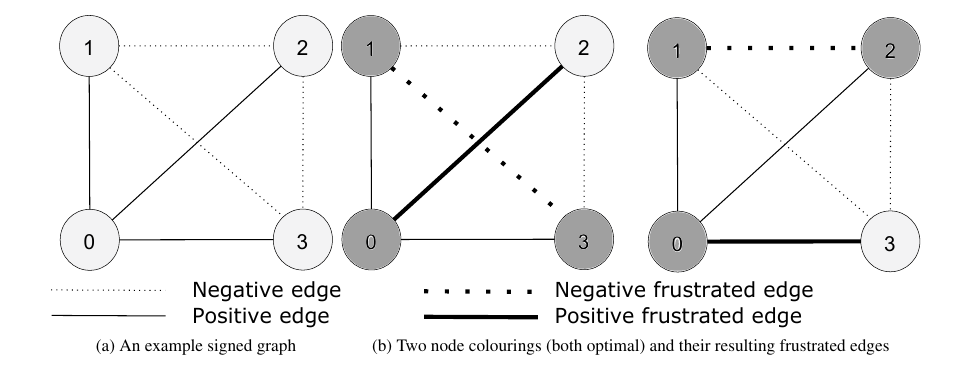 1 2 1 2 1 2
0 3 0 3 0 3
Negative edge Negative frustrated edge
Positive edge Positive frustrated edge
(a) An example signed graph (b) Two node colourings (both optimal) and their resulting frustrated edges